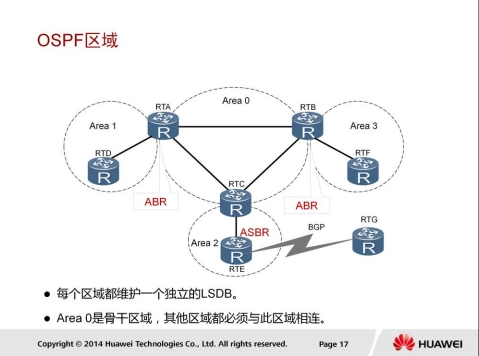 OSPF区域
RTA
Area 0
RTB
Area 1
Area 3
R
R
RTD
RTF
R
R
RTC
ABR
R
ABR
ASBR
BGP
RTG
Area 2
R
R
RTE
● 每个区域都维护一个独立的LSDB。
● Area 0是骨干区域，其他区域都必须与此区域相连。
Copyright © 2014 Huawei Technologies Co., Ltd. All rights reserved.
Page 17
HUAWEI